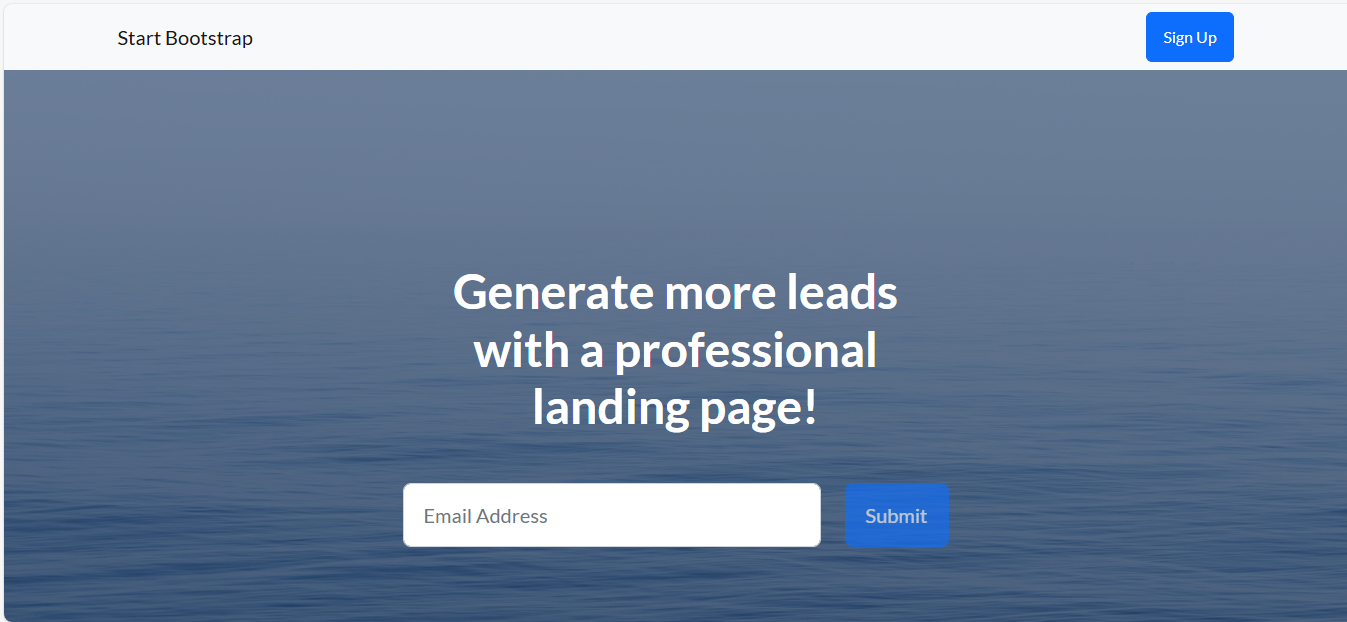 Start Bootstrap
Sign Up
Generate more leads
with a professional
landing page!
Email Address
Submit